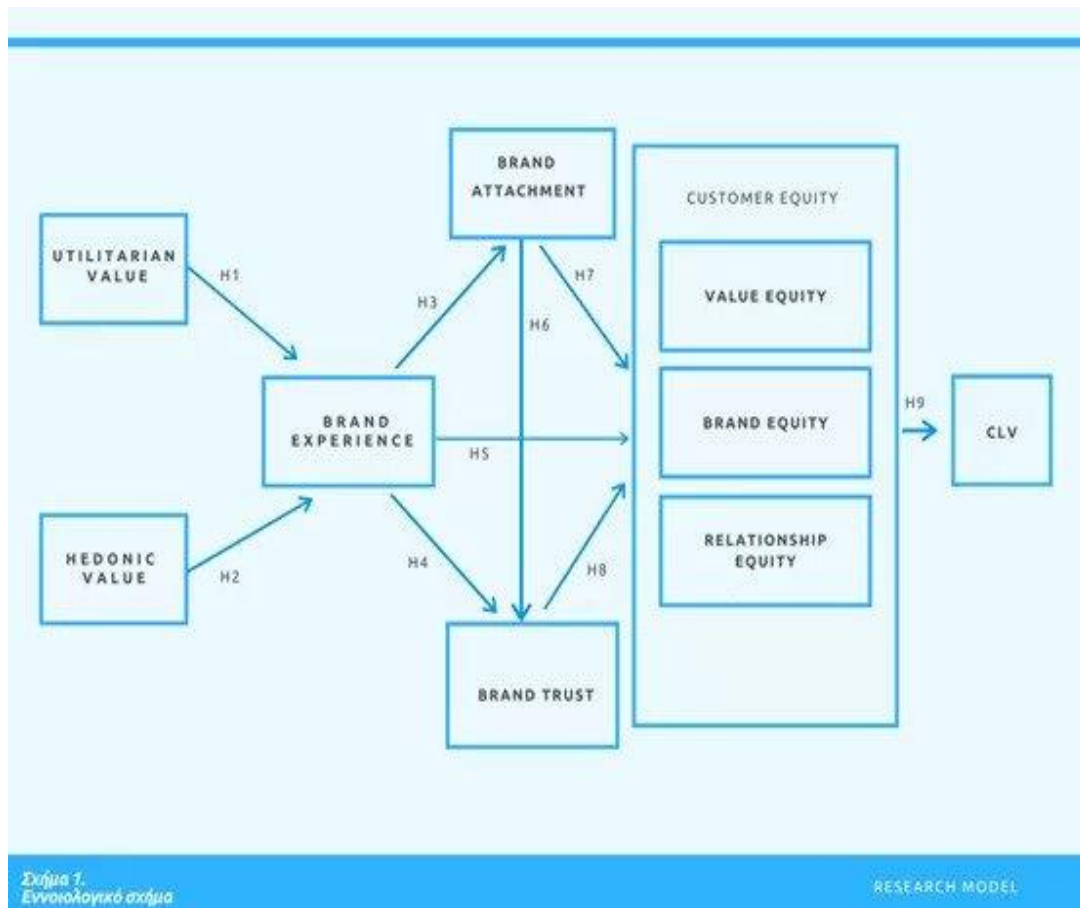 BRAND
ATTACHMENT
CUSTOMER EQUITY
UTILITARIAN
VALUE
H1
H3
H7
H6
VALUE EQUITY
BRAND
EXPERIENCE
H5
BRAND EQUITY
H9
CLV
HEDONIC
VALUE
H2
H4
H8
RELATIONSHIP
EQUITY
BRAND TRUST
Σχήμα 1.
Εννοιολογικό σχήμα
RESEARCH MODEL